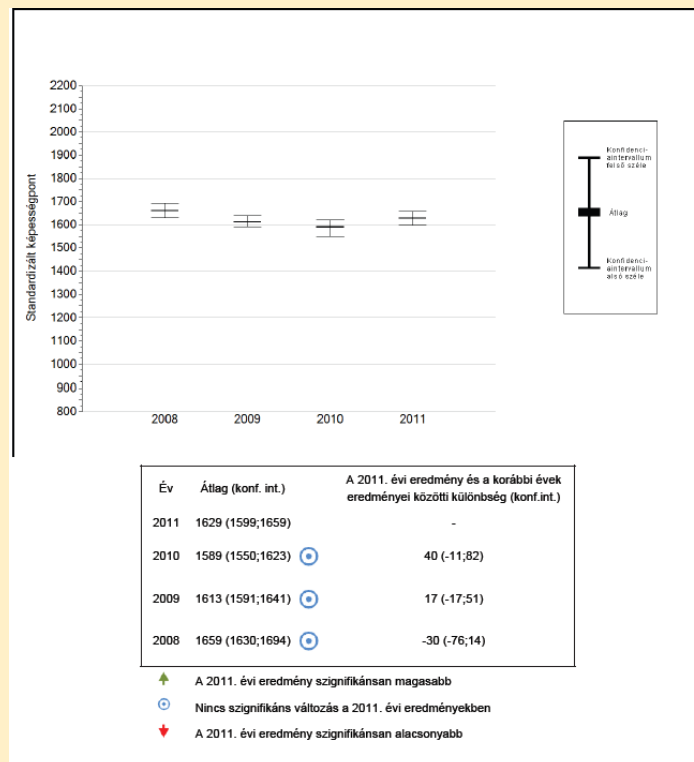 Standardizált képességpont
2200
2100
2000
1900
1800
1700
1600
1500
1400
1300
1200
1100
1000
900
800
2008 2009 2010 2011
Konfidenci-
aintervallum
felső széle
Átlag
Konfidenci-
aintervallum
alsó széle
Év Átlag (konf. int.) A 2011. évi eredmény és a korábbi évek
eredményei közötti különbség (konf.int.)
2011 1629 (1599;1659) -
2010 1589 (1550;1623) 40 (-11;82)
2009 1613 (1591;1641) 17 (-17;51)
2008 1659 (1630;1694) -30 (-76;14)
A 2011. évi eredmény szignifikánsan magasabb
Nincs szignifikáns változás a 2011. évi eredményekben
A 2011. évi eredmény szignifikánsan alacsonyabb